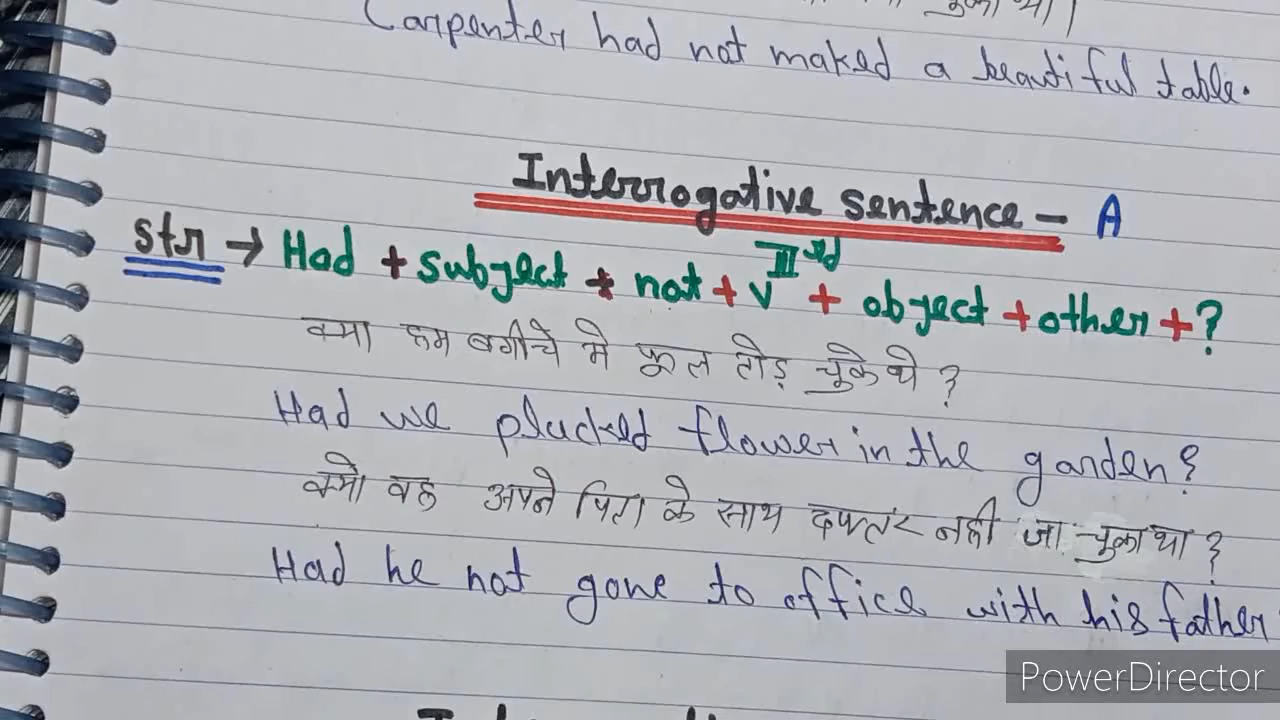 चुका था।
Carpenter had not maked a beautiful table.
Interrogative sentence - A
str → Had + subject + not + V IIIrd + object + other + ?
क्या हम बगीचे मे फूल तोड़ चुके थे ?
Had we plucked flower in the garden?
क्यो वह अपने पिता के साथ दफ्तर नही जा चुका था ?
Had he not gone to office with his father
PowerDirector